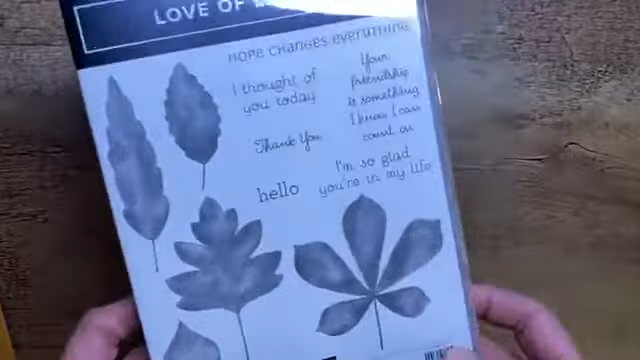 LOVE OF
HOPE CHANGES EVERYTHING
I thought of
you today
Your
friendship
is something
I know I can
count on
Thank You
I'm so glad
you're in my life
hello